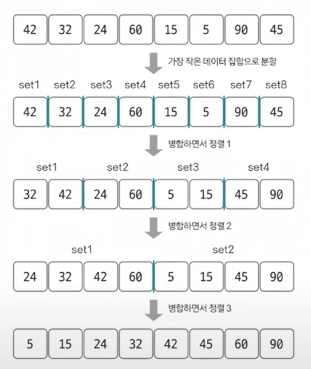 42 32 24 60 15 5 90 45
가장 작은 데이터 집합으로 분할
set1 set2 set3 set4 set5 set6 set7 set8
42 32 24 60 15 5 90 45
병합하면서 정렬 1
set1 set2 set3 set4
32 42 24 60 5 15 45 90
병합하면서 정렬 2
set1 set2
24 32 42 60 5 15 45 90
병합하면서 정렬 3
5 15 24 32 42 45 60 90